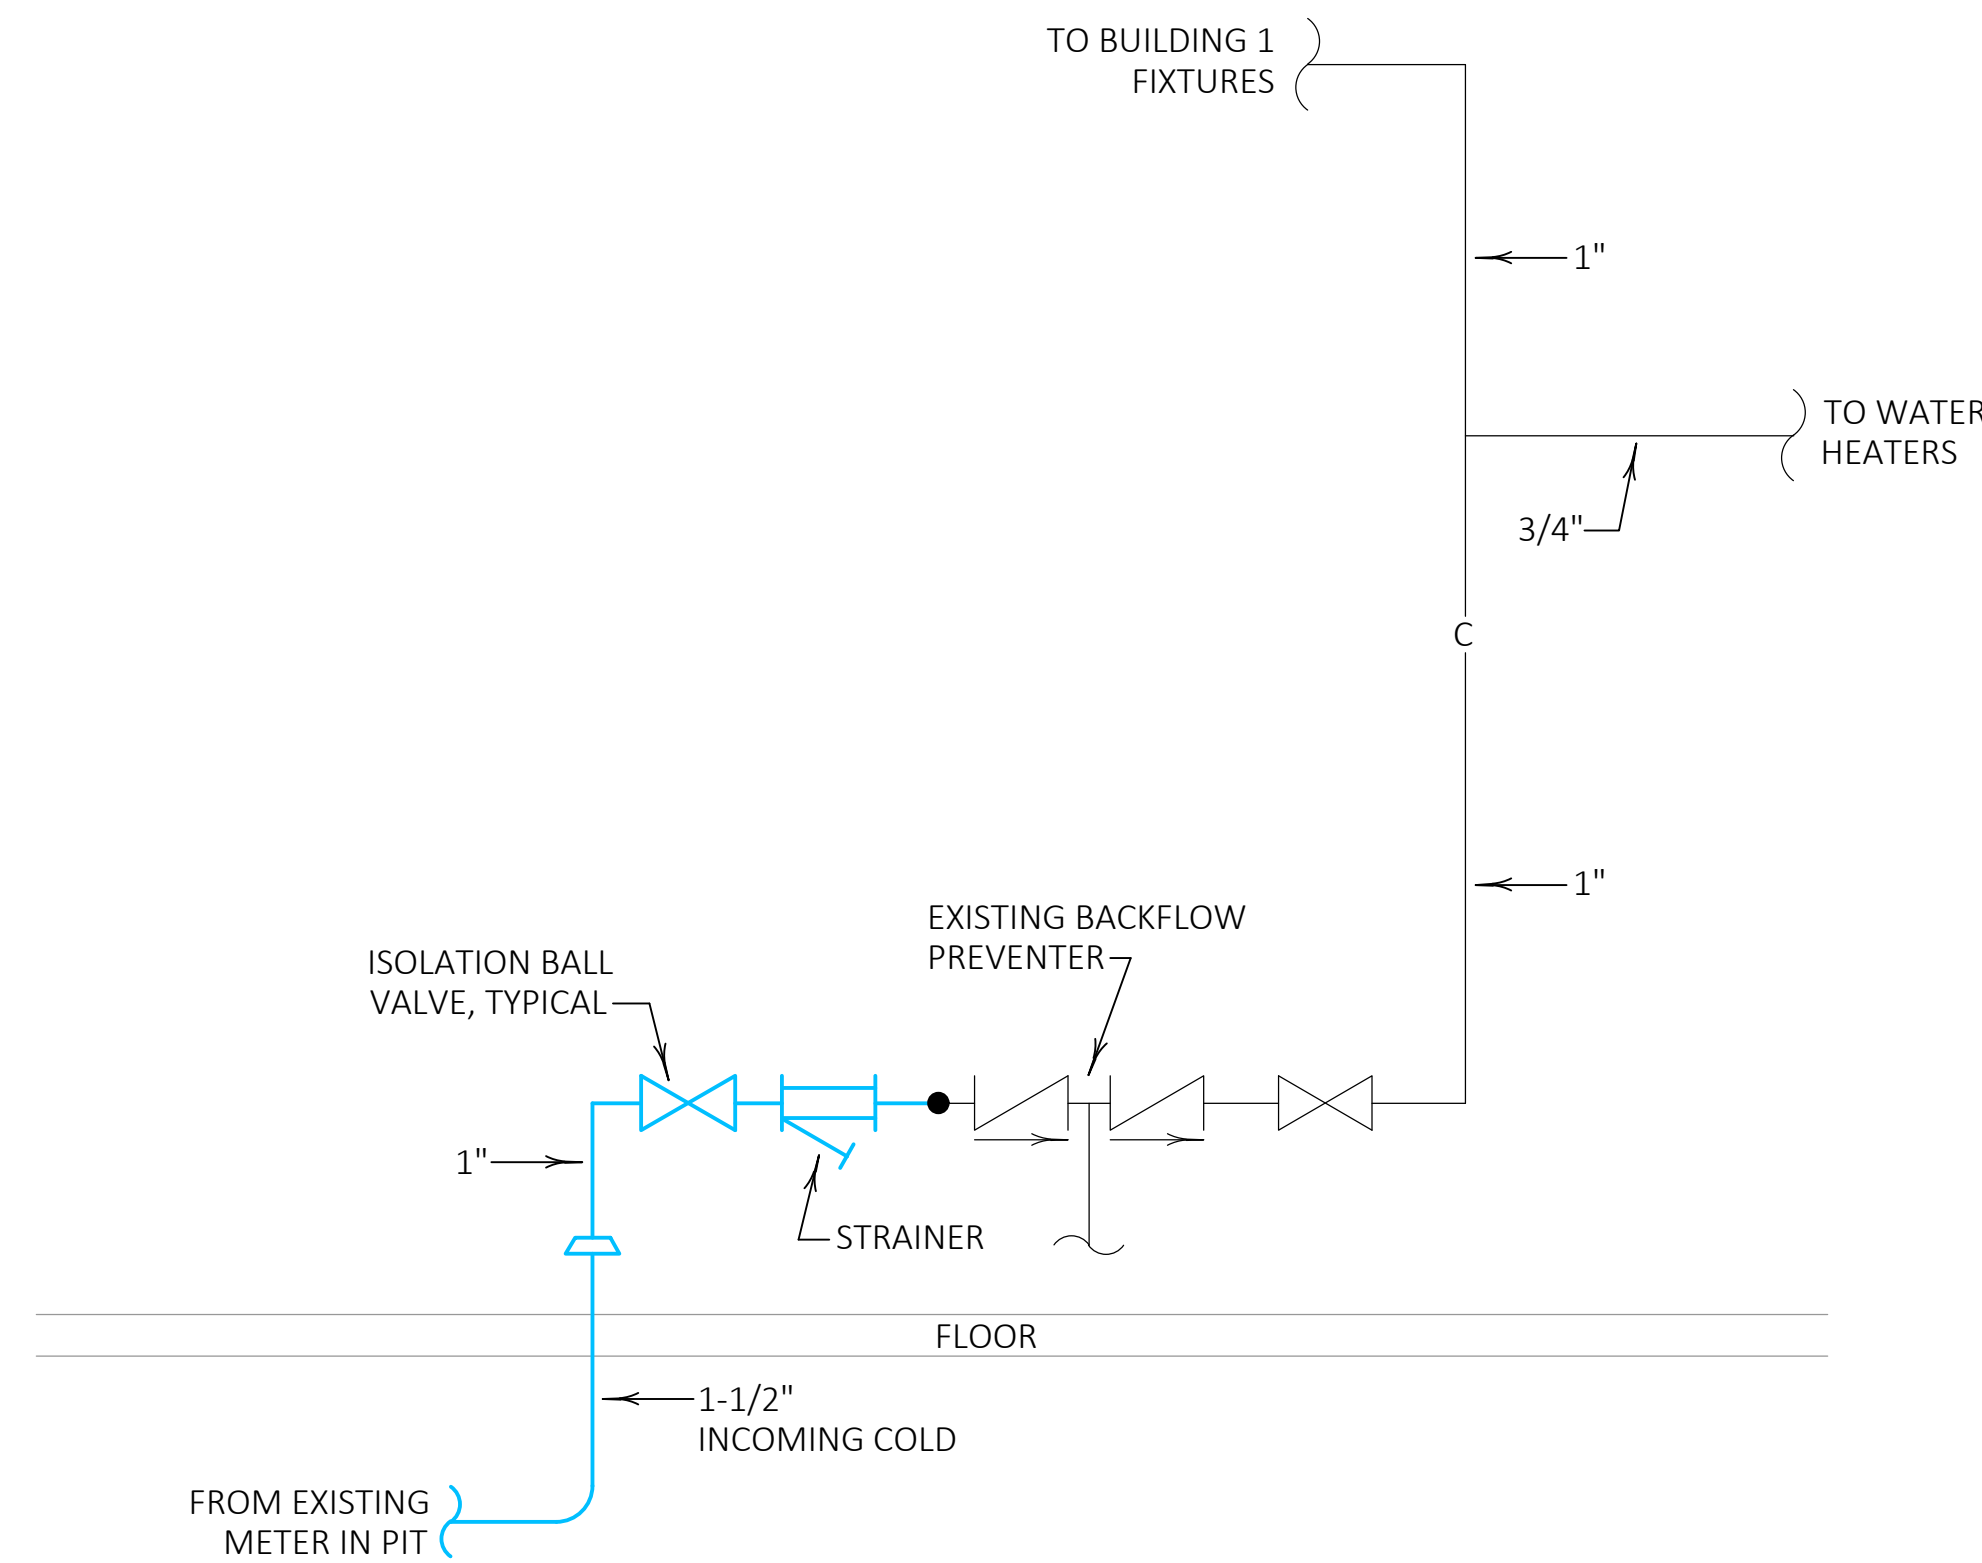 TO BUILDING 1
FIXTURES
1"
TO WATER
HEATERS
3/4"
C
1"
EXISTING BACKFLOW
PREVENTER
ISOLATION BALL
VALVE, TYPICAL
1"
STRAINER
FLOOR
1-1/2"
INCOMING COLD
FROM EXISTING
METER IN PIT